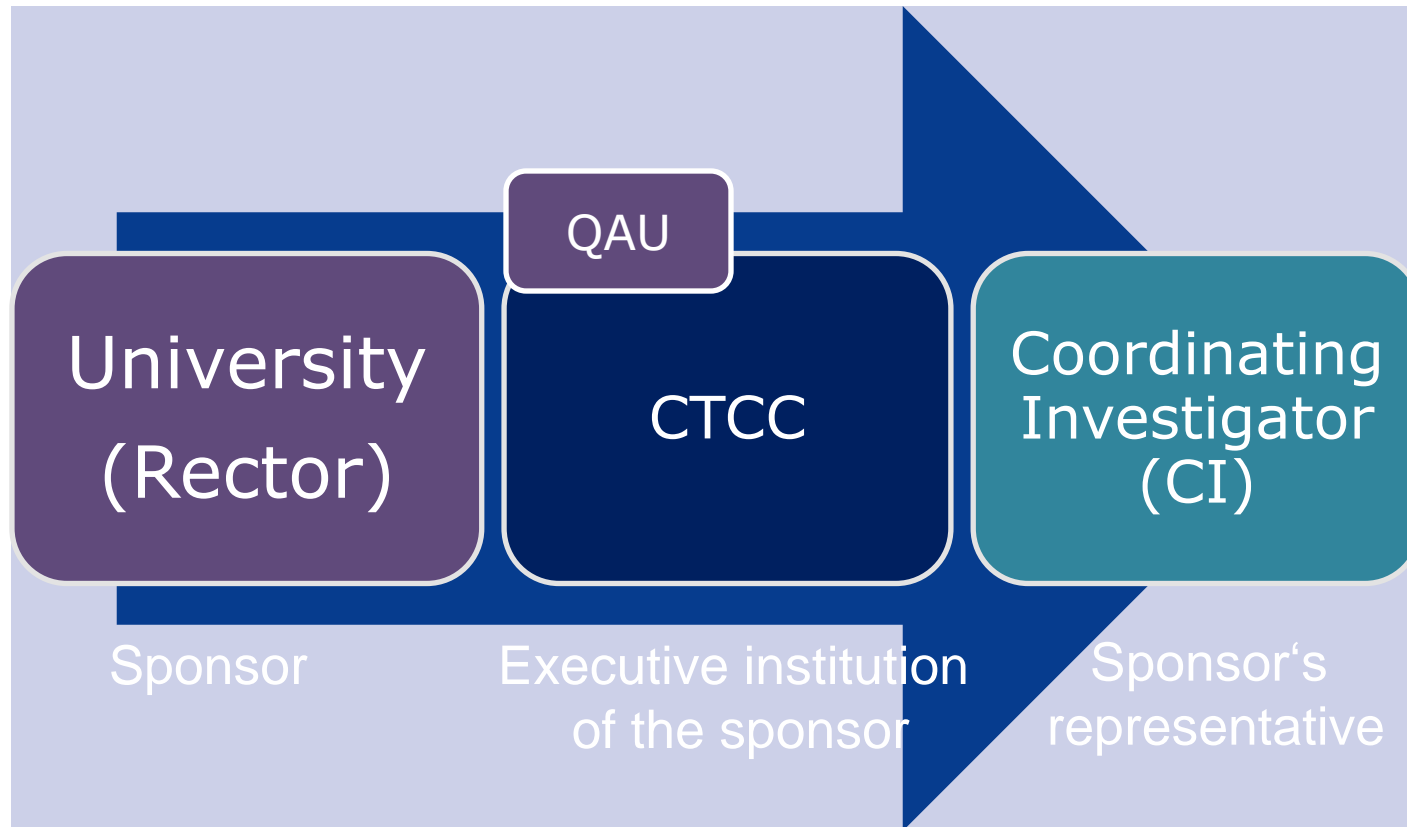 QAU
University
(Rector)
CTCC
Coordinating
Investigator
(CI)
Sponsor
Executive institution
of the sponsor
Sponsor‘s
representative